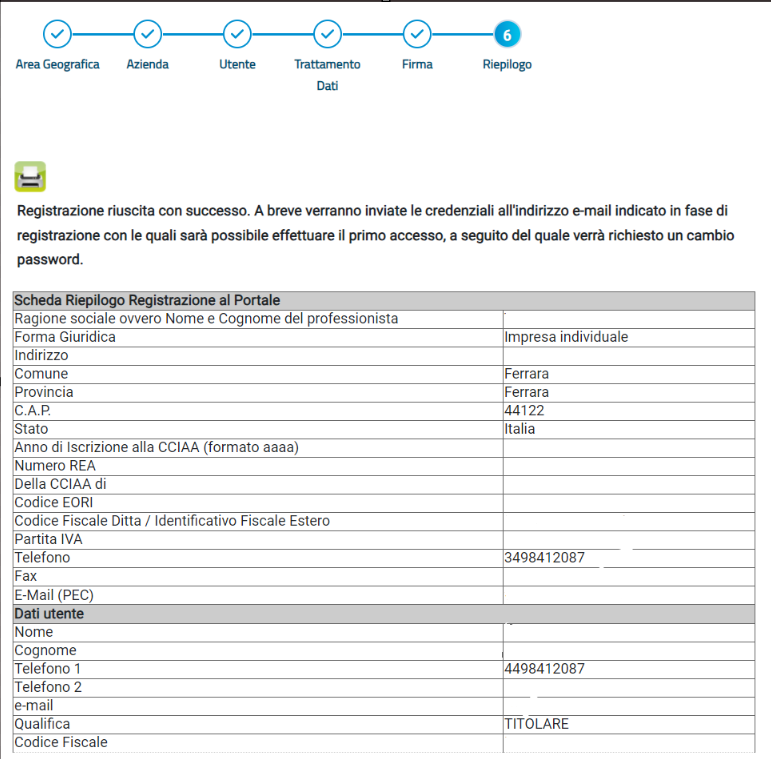 6
Area Geografica Azienda Utente Trattamento Dati Firma Riepilogo
Registrazione riuscita con successo. A breve verranno inviate le credenziali all'indirizzo e-mail indicato in fase di
registrazione con le quali sarà possibile effettuare il primo accesso, a seguito del quale verrà richiesto un cambio
password.
Scheda Riepilogo Registrazione al Portale
Ragione sociale ovvero Nome e Cognome del professionista
Forma Giuridica Impresa individuale
Indirizzo
Comune Ferrara
Provincia Ferrara
C.A.P. 44122
Stato Italia
Anno di Iscrizione alla CCIAA (formato aaaa)
Numero REA
Della CCIAA di
Codice EORI
Codice Fiscale Ditta / Identificativo Fiscale Estero
Partita IVA
Telefono 3498412087
Fax
E-Mail (PEC)
Dati utente
Nome
Cognome
Telefono 1 4498412087
Telefono 2
e-mail
Qualifica TITOLARE
Codice Fiscale